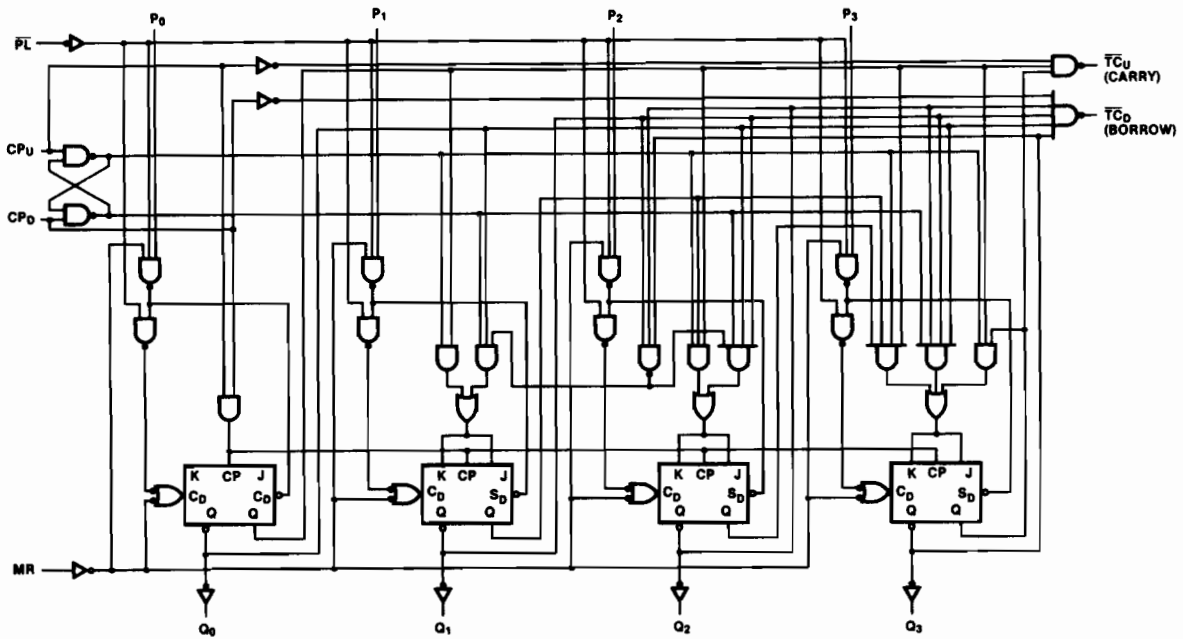 P0 P1 P2 P3
PL
TCU
(CARRY)
TCD
(BORROW)
CPU
CPD
K CP J K CP J K CP J K CP J
CD CD CD SD CD SD CD SD
Q Q Q Q Q Q Q Q
MR
Q0 Q1 Q2 Q3